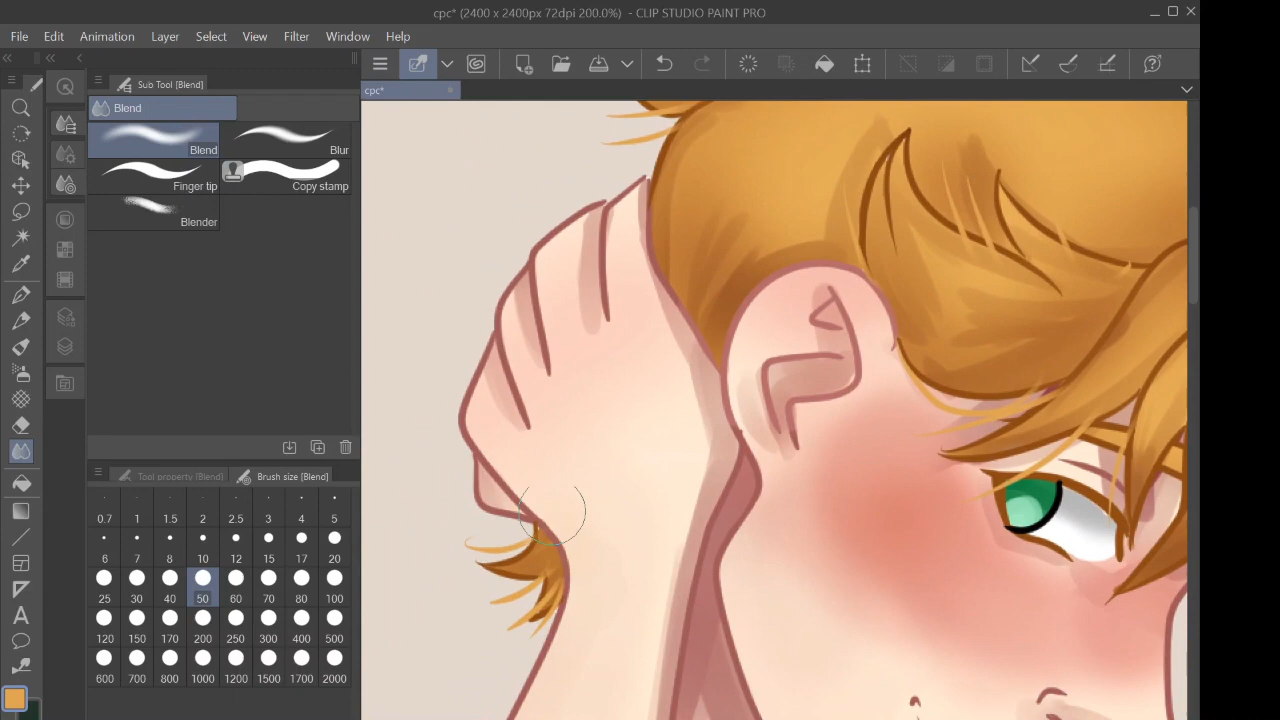 cpc* (2400 x 2400px 72dpi 200.0%) - CLIP STUDIO PAINT PRO
File Edit Animation Layer Select View Filter Window Help
Sub Tool [Blend]
cpc*
Blend
Blend Blur
Finger tip Copy stamp
Blender
Tool property [Blend] Brush size [Blend]
0.7 1 1.5 2 2.5 3 4 5
6 7 8 10 12 15 17 20
25 30 40 50 60 70 80 100
120 150 170 200 250 300 400 500
600 700 800 1000 1200 1500 1700 2000